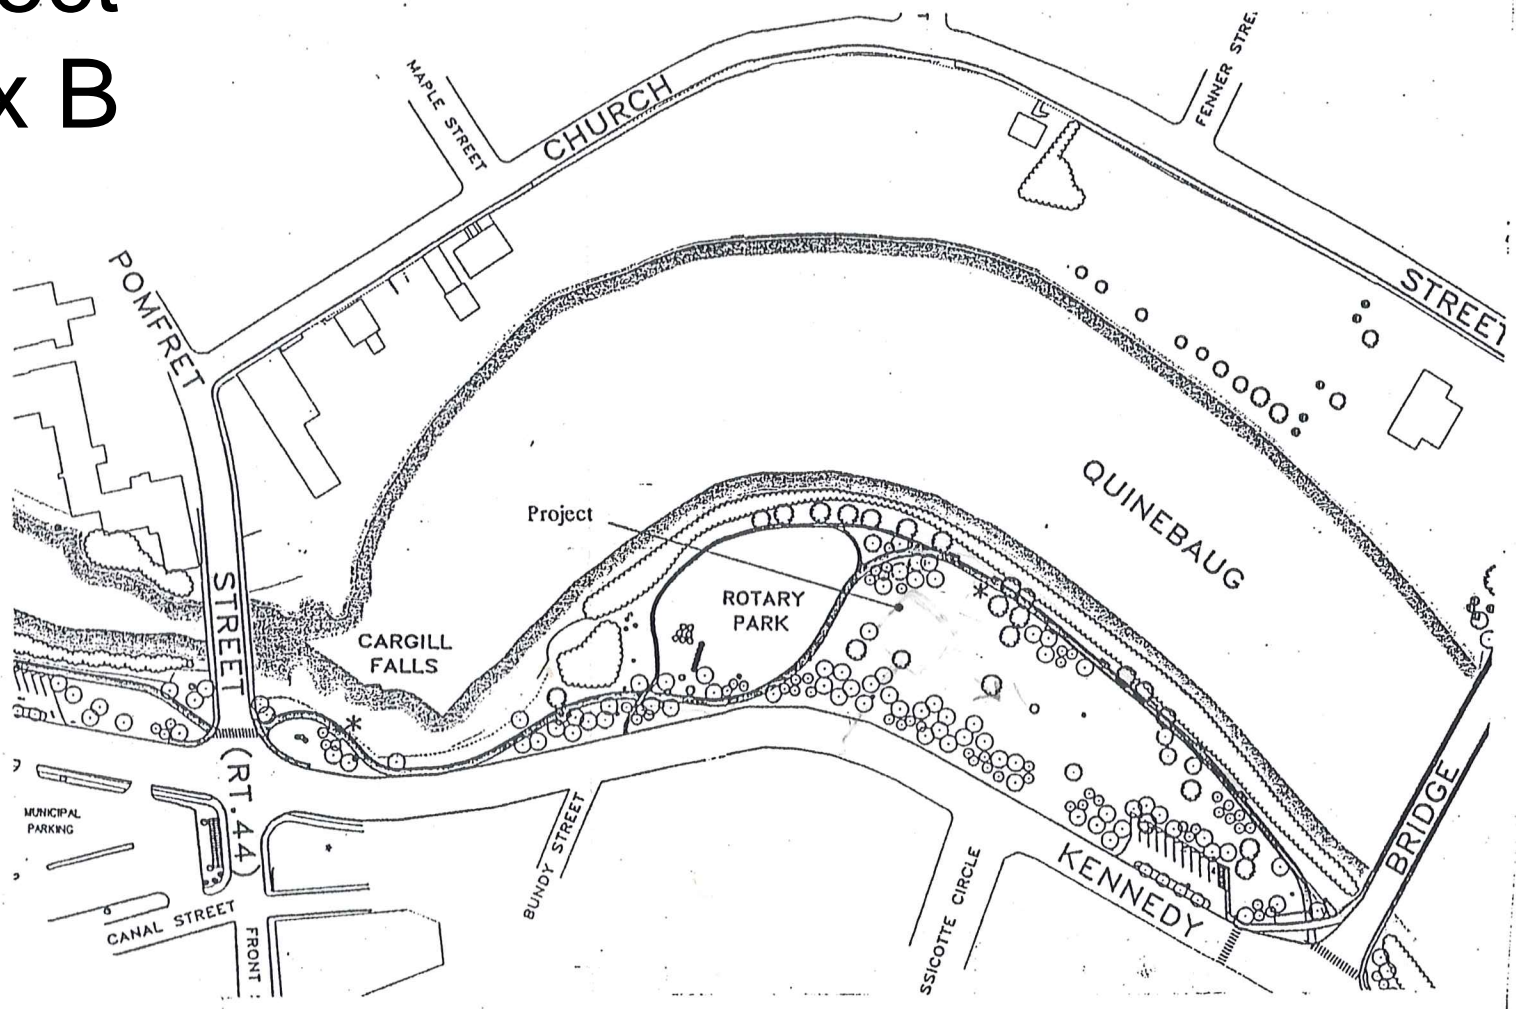 x B
MAPLE STREET
CHURCH
FENNER STRE
STREET
POMFRET
QUINEBAUG
Project
ROTARY
PARK
STREET
CARGILL
FALLS
(RT. 44)
MUNICIPAL
PARKING
BRIDGE
BUNDY STREET
KENNEDY
CANAL STREET
FRONT
SSICOTTE CIRCLE